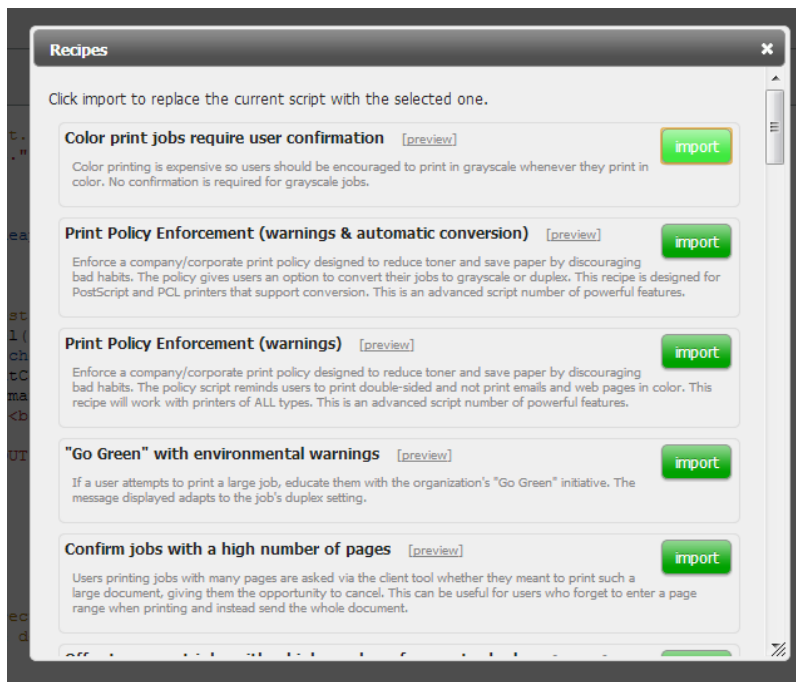 Recipes
Click import to replace the current script with the selected one.
Color print jobs require user confirmation [preview]
import
Color printing is expensive so users should be encouraged to print in grayscale whenever they print in
color. No confirmation is required for grayscale jobs.
Print Policy Enforcement (warnings & automatic conversion) [preview]
import
Enforce a company/corporate print policy designed to reduce toner and save paper by discouraging
bad habits. The policy gives users an option to convert their jobs to grayscale or duplex. This recipe is designed for
PostScript and PCL printers that support conversion. This is an advanced script number of powerful features.
Print Policy Enforcement (warnings) [preview]
import
Enforce a company/corporate print policy designed to reduce toner and save paper by discouraging
bad habits. The policy script reminds users to print double-sided and not print emails and web pages in color. This
recipe will work with printers of ALL types. This is an advanced script number of powerful features.
"Go Green" with environmental warnings [preview]
import
If a user attempts to print a large job, educate them with the organization's "Go Green" initiative. The
message displayed adapts to the job's duplex setting.
Confirm jobs with a high number of pages [preview]
import
Users printing jobs with many pages are asked via the client tool whether they meant to print such a
large document, giving them the opportunity to cancel. This can be useful for users who forget to enter a page
range when printing and instead send the whole document.